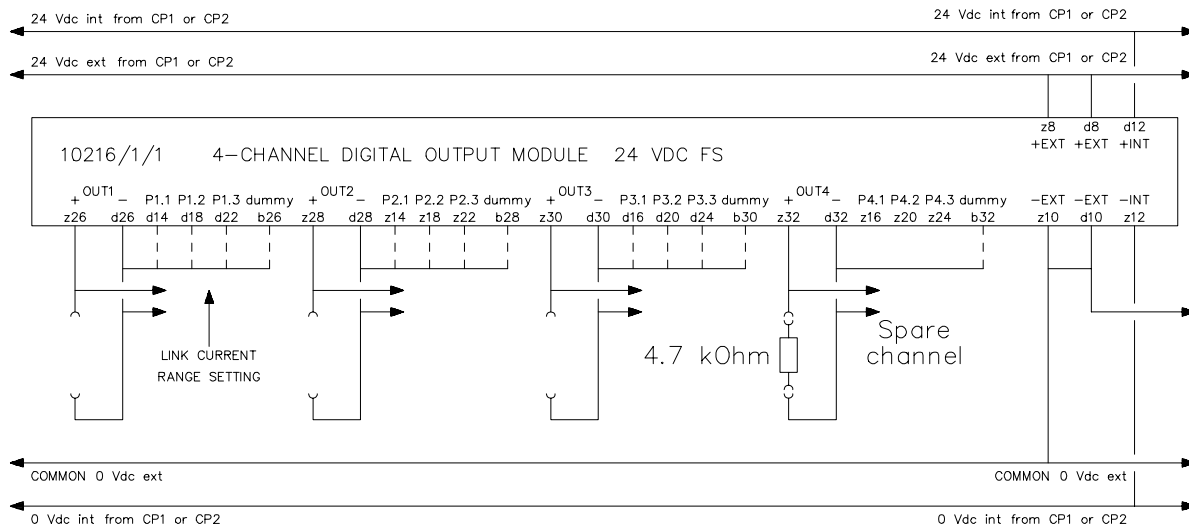 24 Vdc int from CP1 or CP2 24 Vdc int from CP1 or CP2
24 Vdc ext from CP1 or CP2 24 Vdc ext from CP1 or CP2
z8 d8 d12
+EXT +EXT +INT
10216/1/1 4-CHANNEL DIGITAL OUTPUT MODULE 24 VDC FS
+ OUT1 - P1.1 P1.2 P1.3 dummy + OUT2 - P2.1 P2.2 P2.3 dummy + OUT3 - P3.1 P3.2 P3.3 dummy + OUT4 - P4.1 P4.2 P4.3 dummy -EXT -EXT -INT
z26 d26 d14 d18 d22 b26 z28 d28 z14 z18 z22 b28 z30 d30 d16 d20 d24 b30 z32 d32 z16 z20 z24 b32 z10 d10 z12
LINK CURRENT
RANGE SETTING
4.7 kOhm
Spare
channel
COMMON 0 Vdc ext COMMON 0 Vdc ext
0 Vdc int from CP1 or CP2 0 Vdc int from CP1 or CP2